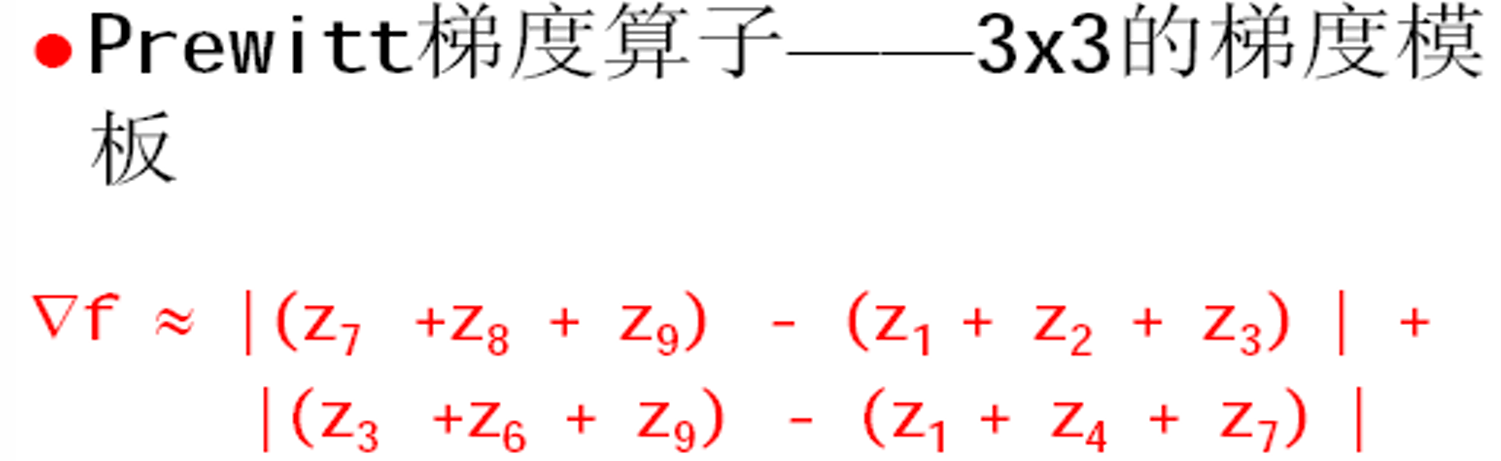 ●Prewitt梯度算子——3x3的梯度模
板
∇f ≈ |(z₇ +z₈ + z₉) - (z₁ + z₂ + z₃) | +
|(z₃ +z₆ + z₉) - (z₁ + z₄ + z₇) |